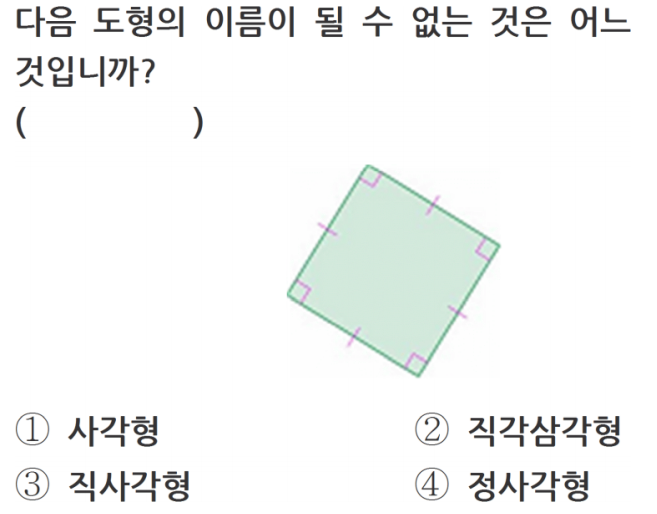 다음 도형의 이름이 될 수 없는 것은 어느
것입니까?
(                )
① 사각형 ② 직각삼각형
③ 직사각형 ④ 정사각형